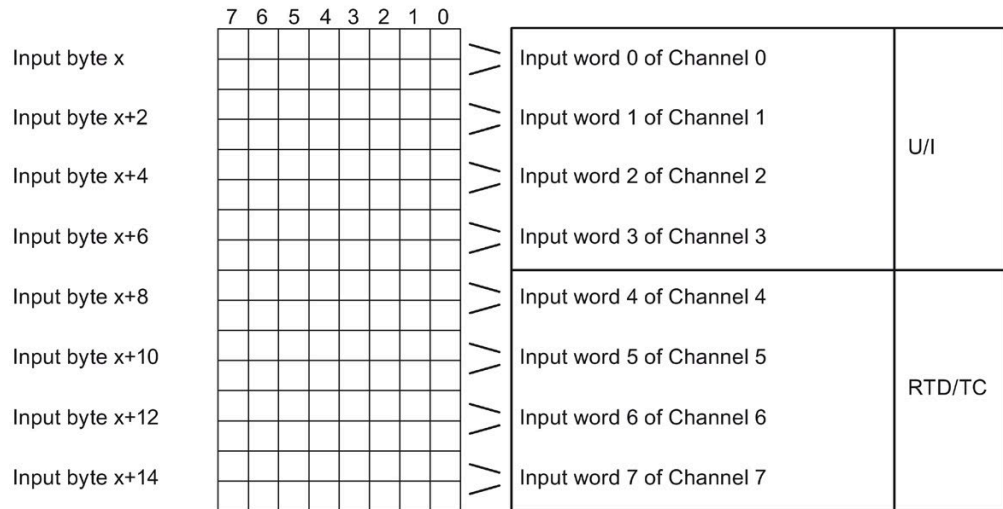 7 6 5 4 3 2 1 0
Input byte x Input word 0 of Channel 0
Input byte x+2 Input word 1 of Channel 1
U/I
Input byte x+4 Input word 2 of Channel 2
Input byte x+6 Input word 3 of Channel 3
Input byte x+8 Input word 4 of Channel 4
Input byte x+10 Input word 5 of Channel 5
RTD/TC
Input byte x+12 Input word 6 of Channel 6
Input byte x+14 Input word 7 of Channel 7